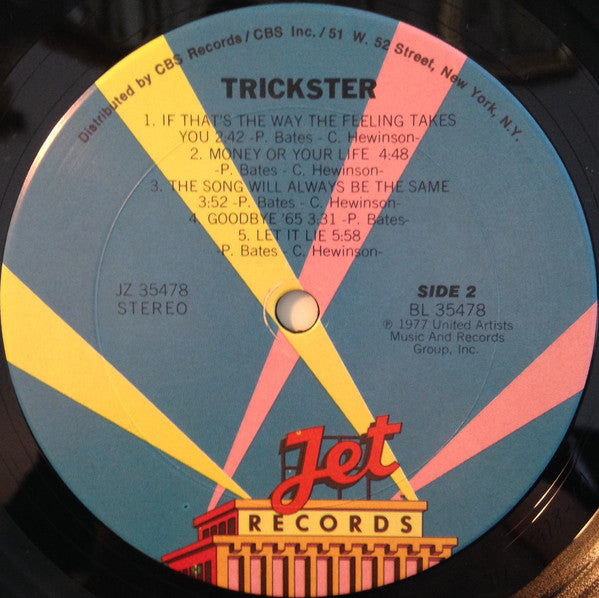 Distributed by CBS Records/CBS Inc./51 W. 52 Street, New York, N.Y.
TRICKSTER
1. IF THAT'S THE WAY THE FEELING TAKES
YOU 2:42 -P. Bates - C. Hewinson-
2. MONEY OR YOUR LIFE 4:48
-P. Bates - C. Hewinson-
3. THE SONG WILL ALWAYS BE THE SAME
3:52 -P. Bates - C. Hewinson-
4. GOODBYE '65 3:31 -P. Bates-
5. LET IT LIE 5:58
-P. Bates - C. Hewinson-
JZ 35478
STEREO
SIDE 2
BL 35478
℗ 1977 United Artists
Music And Records
Group, Inc.
Jet
RECORDS